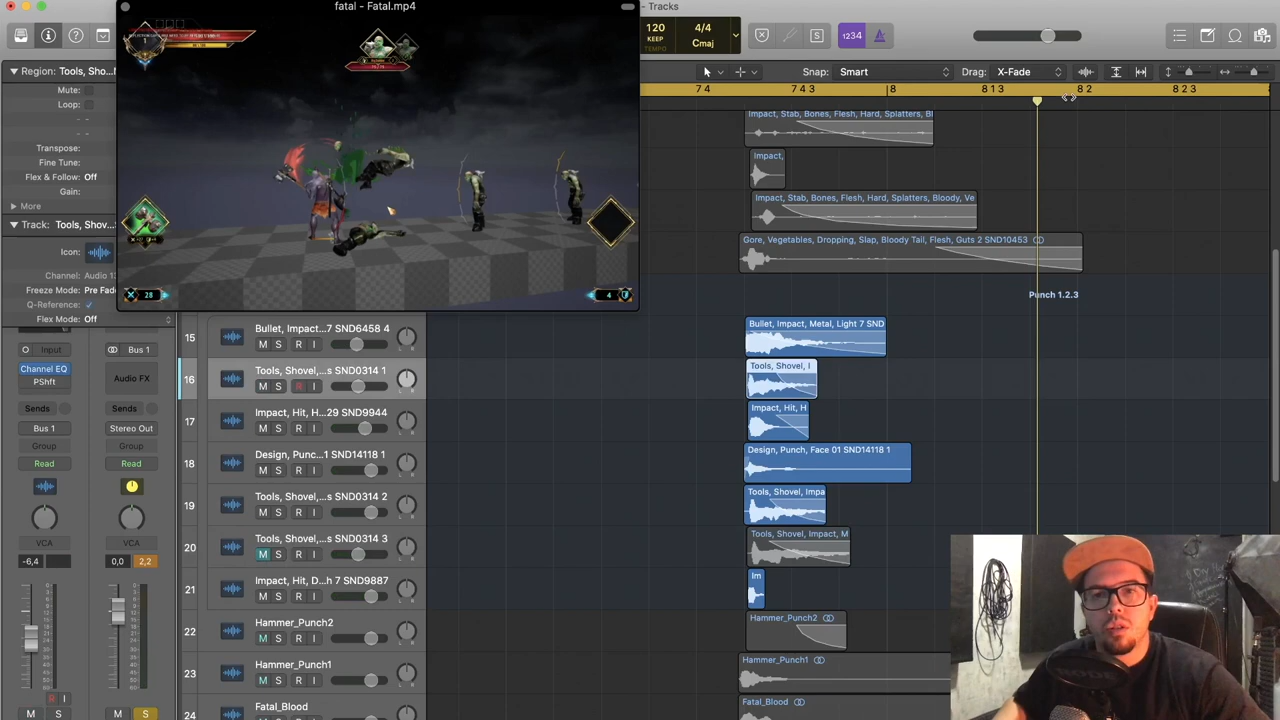 fatal - Fatal.mp4
- Tracks
120
KEEP
TEMPO
4/4
Cmaj
1234
S
Region: Tools, Sho...
Mute:
Loop:
Transpose:
Fine Tune:
Flex & Follow: Off
Gain:
More
Track: Tools, Shov...
Icon:
Channel: Audio 1
Freeze Mode: Pre Fad
Q-Reference:
Flex Mode: Off
Snap: Smart
Drag: X-Fade
7 4
7 4 3
8
8 1 3
8 2
8 2 3
1
28
4
Impact, Stab, Bones, Flesh, Hard, Splatters, Bl
Impact,
Impact, Stab, Bones, Flesh, Hard, Splatters, Bloody, Ve
Gore, Vegetables, Dropping, Slap, Bloody Tail, Flesh, Guts 2 SND10453
Punch 1.2.3
15
Bullet, Impact...7 SND6458 4
M S R I
L R
Bullet, Impact, Metal, Light 7 SND
16
Tools, Shovel,...s SND0314 1
M S R I
L R
Tools, Shovel, I
17
Impact, Hit, H...29 SND9944
M S R I
L R
Impact, Hit, H
18
Design, Punc...1 SND14118 1
M S R I
L R
Design, Punch, Face 01 SND14118 1
19
Tools, Shovel,...s SND0314 2
M S R I
L R
Tools, Shovel, Impa
20
Tools, Shovel,...s SND0314 3
M S R I
L R
Tools, Shovel, Impact, M
21
Impact, Hit, D...h 7 SND9887
M S R I
L R
Im
22
Hammer_Punch2
M S R I
L R
Hammer_Punch2
23
Hammer_Punch1
M S R I
L R
Hammer_Punch1
24
Fatal_Blood
Fatal_Blood
Input
Bus 1
Channel EQ
PShft
Audio FX
Sends
Sends
Bus 1
Stereo Out
Group
Group
Read
Read
VCA
VCA
-6,4
0,0
2,2
R I
M S
M S